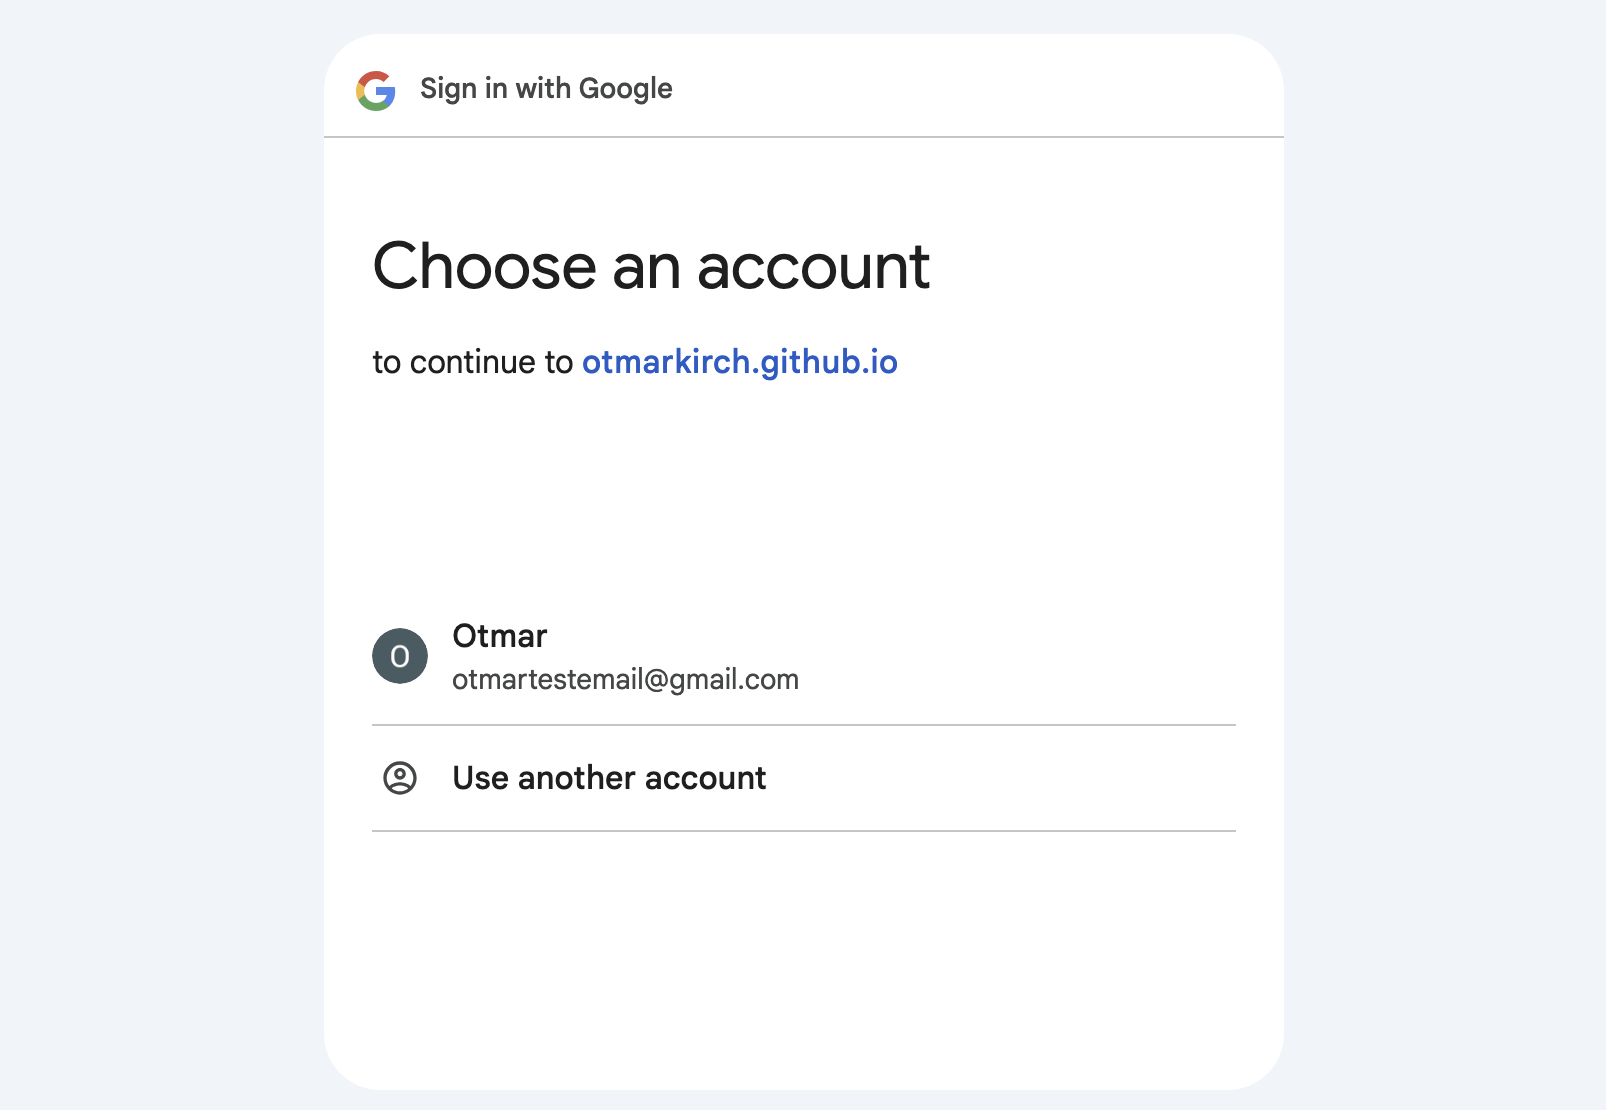 Sign in with Google
Choose an account
to continue to otmarkirch.github.io
O
Otmar
otmartestemail@gmail.com
Use another account